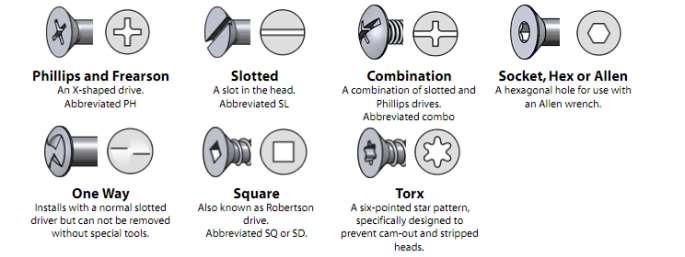 Phillips and Frearson
An X-shaped drive.
Abbreviated PH
Slotted
A slot in the head.
Abbreviated SL
Combination
A combination of slotted and
Phillips drives.
Abbreviated combo
Socket, Hex or Allen
A hexagonal hole for use with
an Allen wrench.
One Way
Installs with a normal slotted
driver but can not be removed
without special tools.
Square
Also known as Robertson
drive.
Abbreviated SQ or SD.
Torx
A six-pointed star pattern,
specifically designed to
prevent cam-out and stripped
heads.